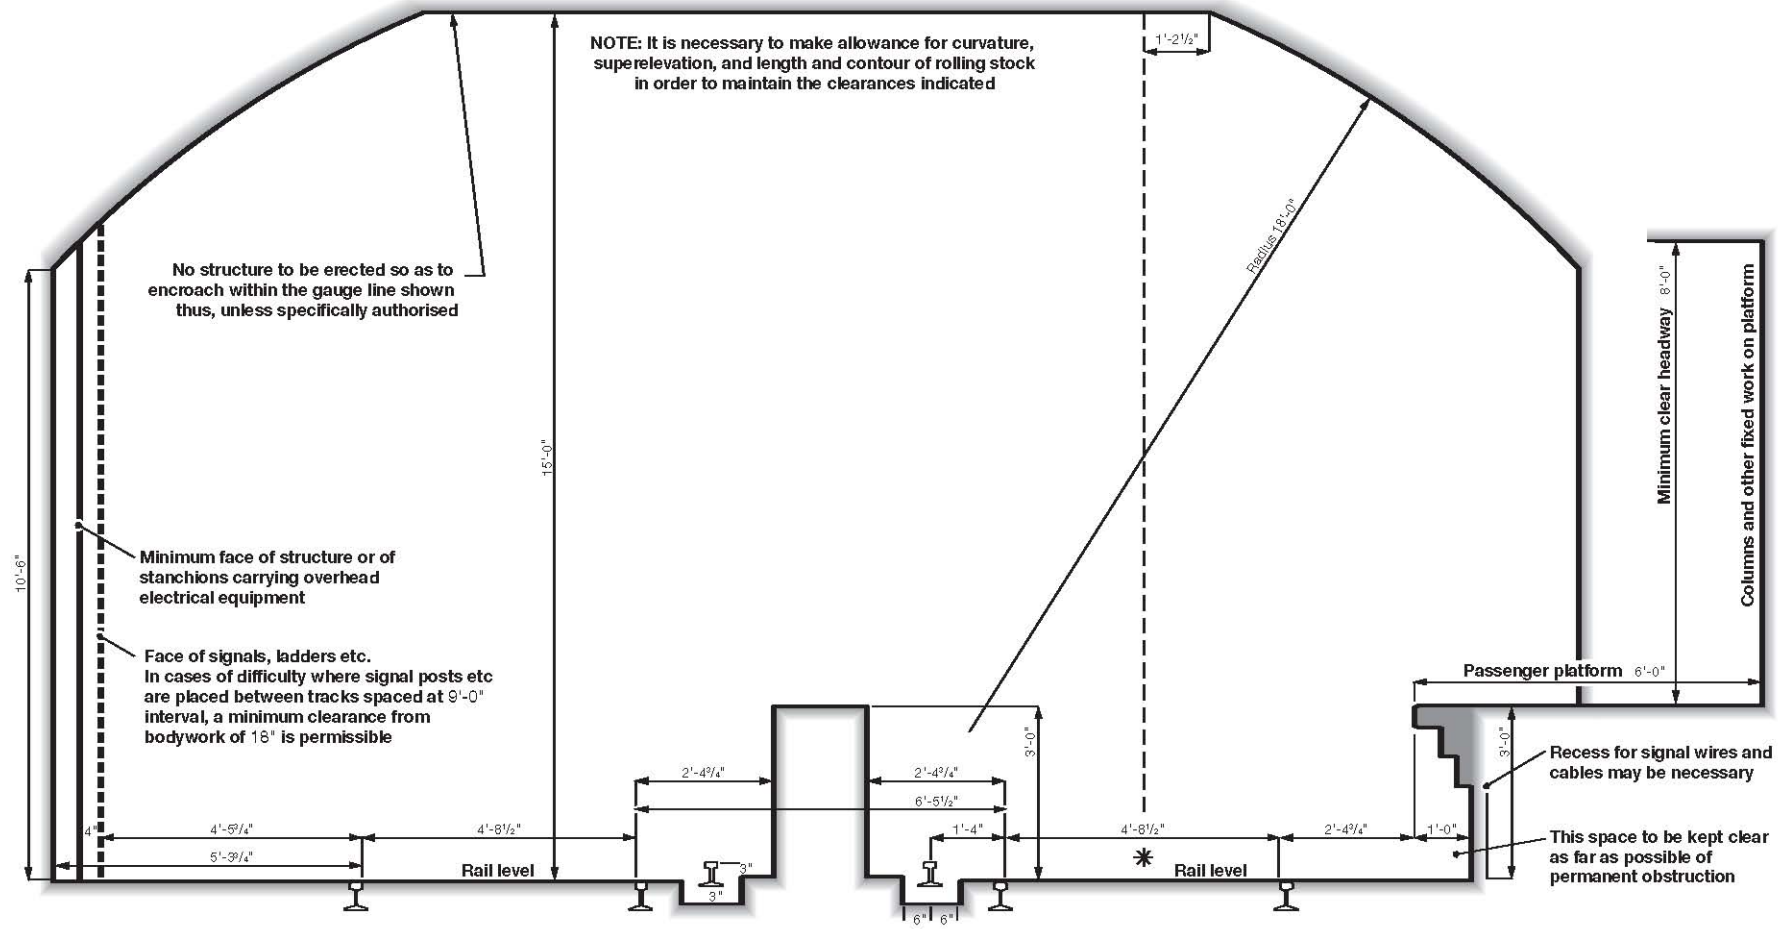 NOTE: It is necessary to make allowance for curvature,
superelevation, and length and contour of rolling stock
in order to maintain the clearances indicated
1'-2½"
Radius 18'-0"
No structure to be erected so as to
encroach within the gauge line shown
thus, unless specifically authorised
15'-0"
10'-6"
Minimum face of structure or of
stanchions carrying overhead
electrical equipment
Face of signals, ladders etc.
In cases of difficulty where signal posts etc
are placed between tracks spaced at 9'-0"
interval, a minimum clearance from
bodywork of 18" is permissible
Minimum clear headway 8'-0"
Columns and other fixed work on platform
Passenger platform 6'-0"
3'-0"
3'-0"
Recess for signal wires and
cables may be necessary
This space to be kept clear
as far as possible of
permanent obstruction
2'-4¾"
2'-4¾"
6'-5½"
4"
4'-5¾"
4'-8½"
1'-4"
4'-8½"
2'-4¾"
1'-0"
5'-3¾"
Rail level
3"
3"
Rail level
6"
6"